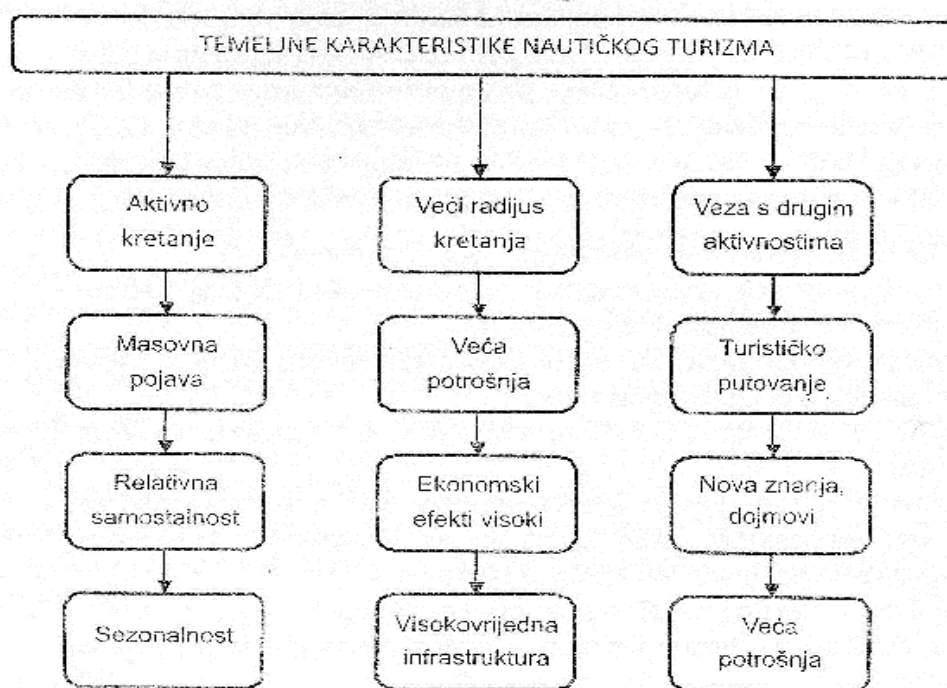 TEMELJNE KARAKTERISTIKE NAUTIČKOG TURIZMA
Aktivno
kretanje
Masovna
pojava
Relativna
samostalnost
Sezonalnost
Veći radijus
kretanja
Veća
potrošnja
Ekonomski
efekti visoki
Visokovrijedna
infrastruktura
Veza s drugim
aktivnostima
Turističko
putovanje
Nova znanja,
dojmovi
Veća
potrošnja